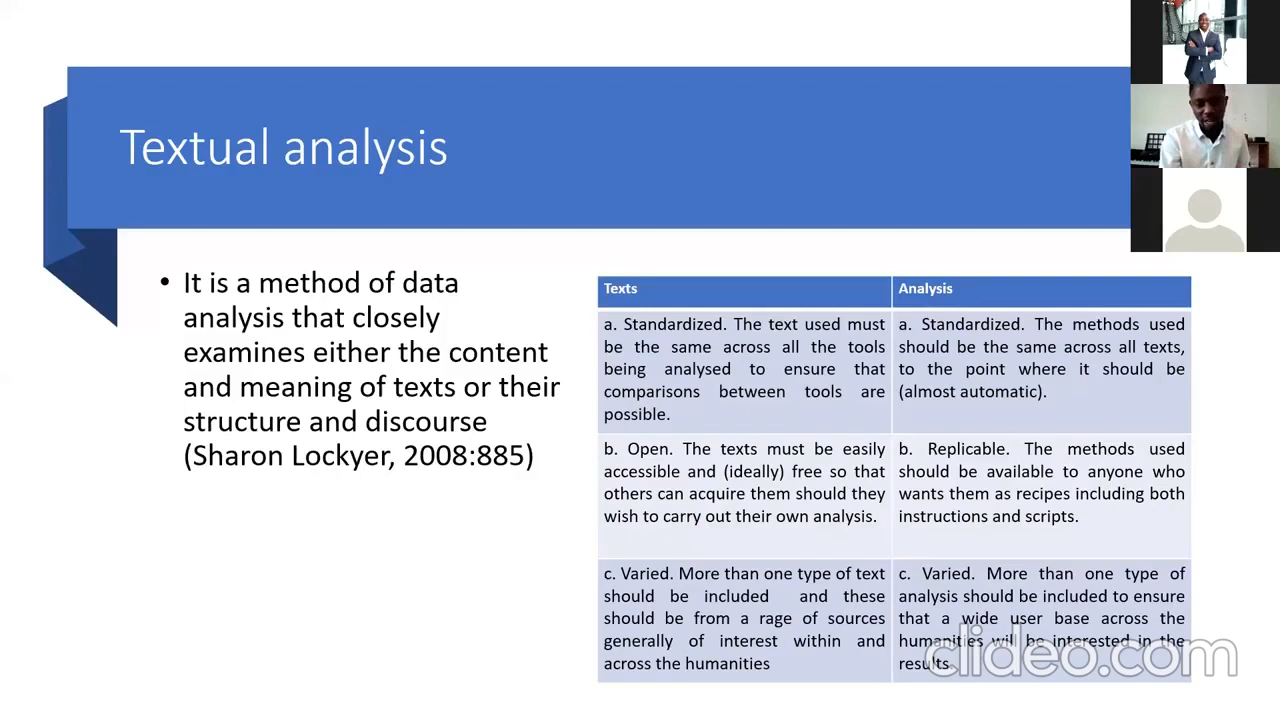 Textual analysis
• It is a method of data
analysis that closely
examines either the content
and meaning of texts or their
structure and discourse
(Sharon Lockyer, 2008:885)
Texts
Analysis
a. Standardized. The text used must
be the same across all the tools
being analysed to ensure that
comparisons between tools are
possible.
a. Standardized. The methods used
should be the same across all texts,
to the point where it should be
(almost automatic).
b. Open. The texts must be easily
accessible and (ideally) free so that
others can acquire them should they
wish to carry out their own analysis.
b. Replicable. The methods used
should be available to anyone who
wants them as recipes including both
instructions and scripts.
c. Varied. More than one type of text
should be included and these
should be from a rage of sources
generally of interest within and
across the humanities
c. Varied. More than one type of
analysis should be included to ensure
that a wide user base across the
humanities will be interested in the
results.
clideo.com